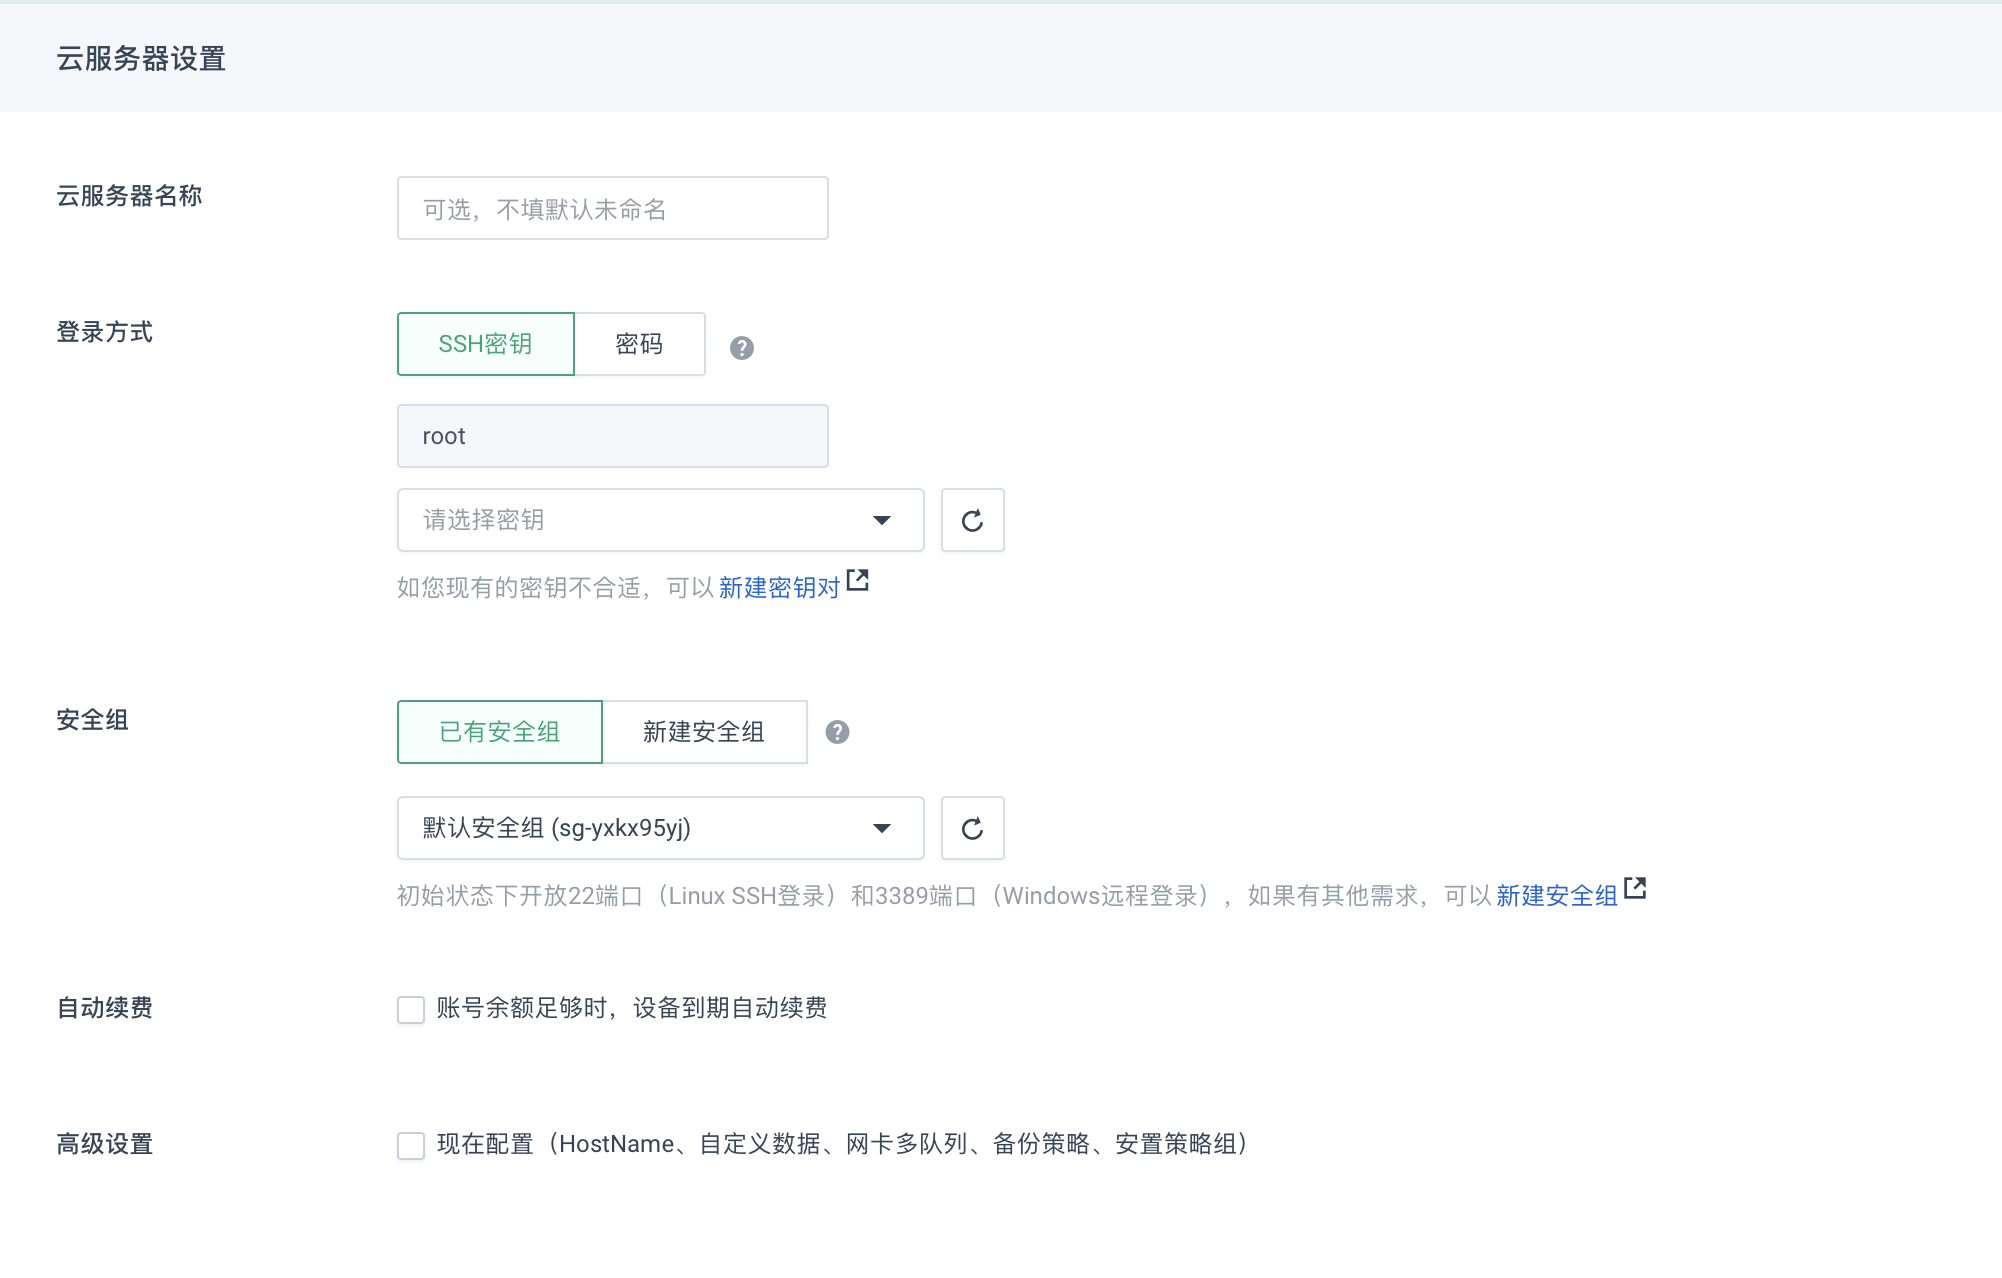 云服务器设置
云服务器名称
可选，不填默认未命名
登录方式
SSH密钥 密码
root
请选择密钥
如您现有的密钥不合适，可以 新建密钥对
安全组
已有安全组 新建安全组
默认安全组 (sg-yxkx95yj)
初始状态下开放22端口（Linux SSH登录）和3389端口（Windows远程登录），如果有其他需求，可以 新建安全组
自动续费
账号余额足够时，设备到期自动续费
高级设置
现在配置（HostName、自定义数据、网卡多队列、备份策略、安置策略组）